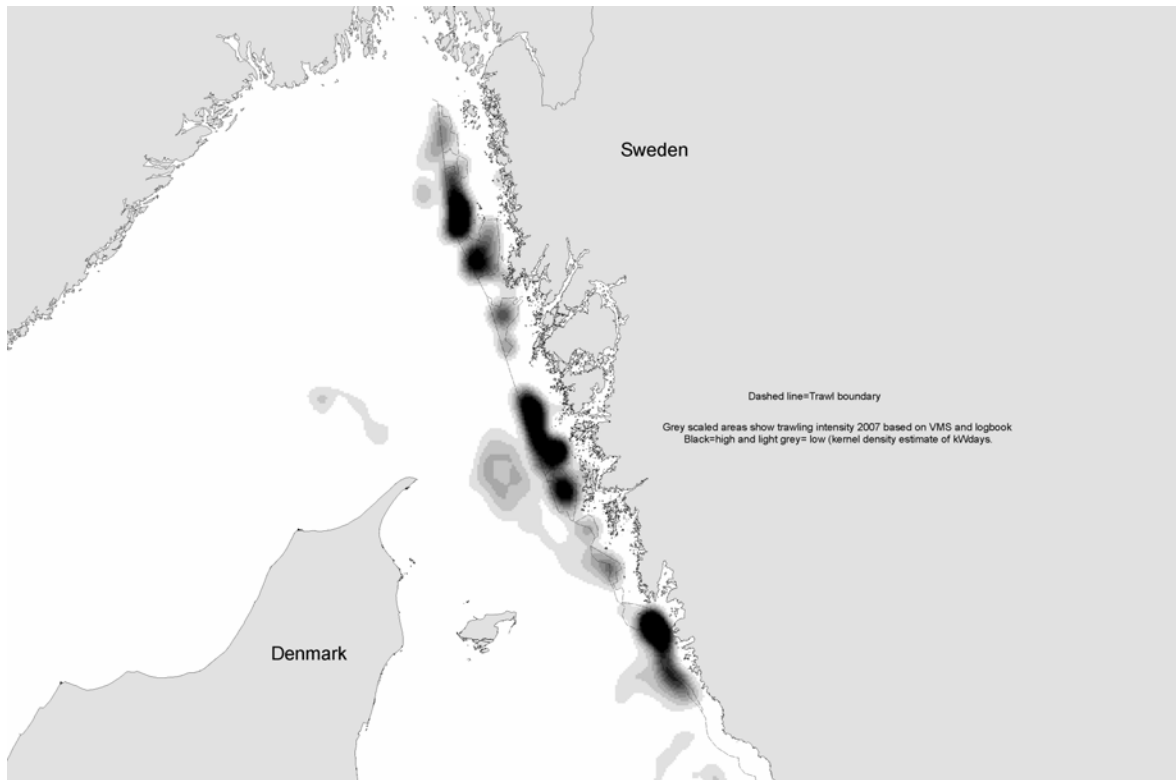 Sweden
Dashed line=Trawl boundary
Grey scaled areas show trawling intensity 2007 based on VMS and logbook
Black=high and light grey= low (kernel density estimate of kWdays.
Denmark